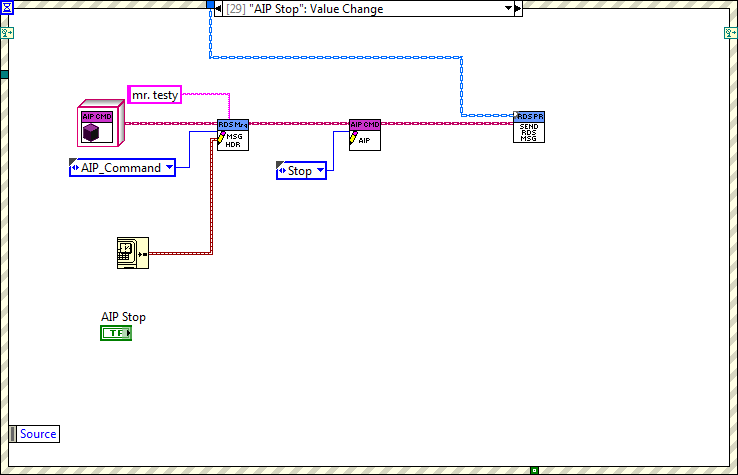 [29] "AIP Stop": Value Change
mr. testy
AIP CMD
RDS Msg
MSG
HDR
AIP CMD
AIP
RDS PR
SEND
RDS
MSG
AIP_Command
Stop
AIP Stop
TF
Source